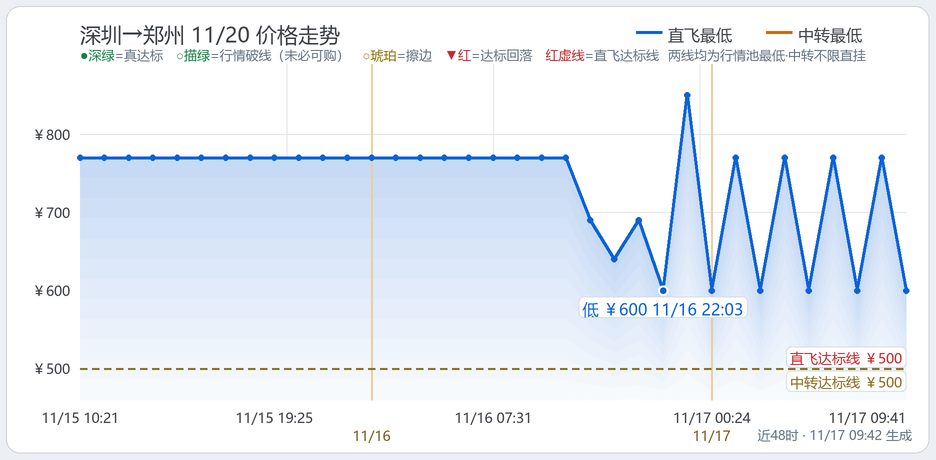 深圳→郑州 11/20 价格走势
直飞最低 中转最低
●深绿=真达标 ○描绿=行情破线（未必可购） ○琥珀=擦边 ▼红=达标回落 红虚线=直飞达标线 两线均为行情池最低·中转不限直挂
¥800
¥700
¥600
¥500
低 ¥600 11/16 22:03
直飞达标线 ¥500
中转达标线 ¥500
11/15 10:21 11/15 19:25 11/16 07:31 11/17 00:24 11/17 09:41
11/16 11/17 近48时 · 11/17 09:42 生成